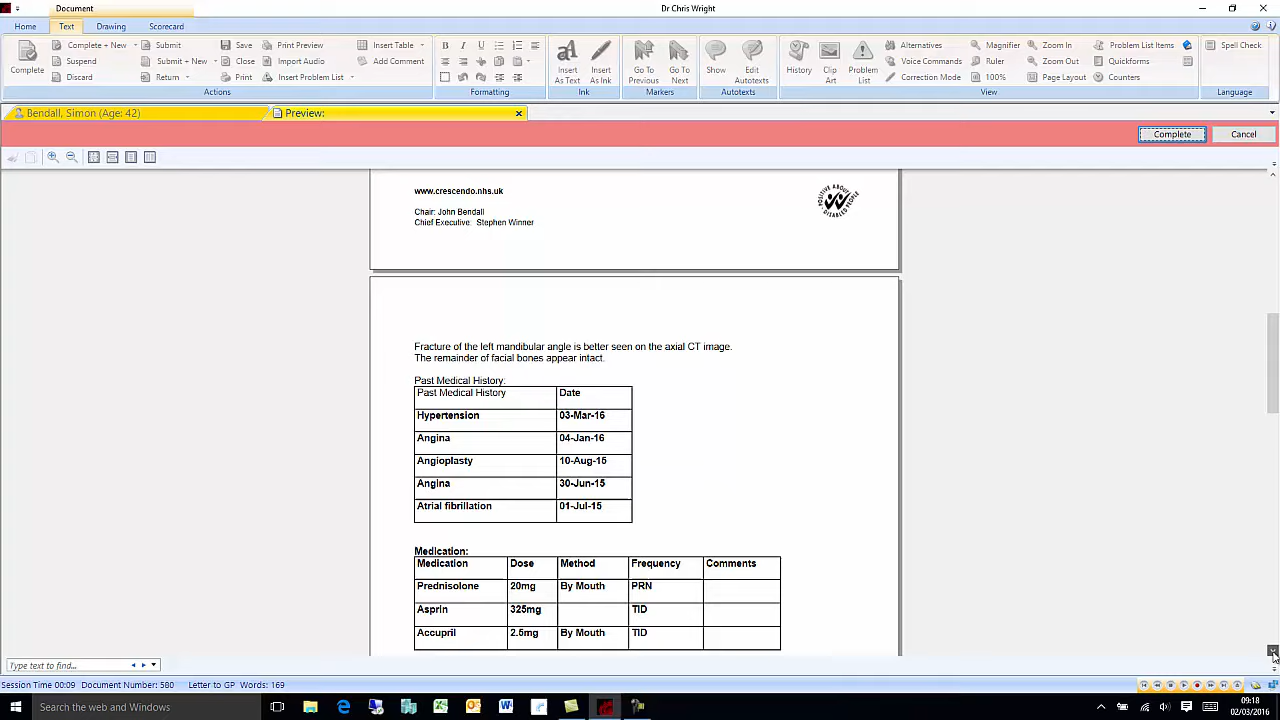 Document
Dr Chris Wright
Home Text Drawing Scorecard
Complete Complete + New Suspend Discard Submit Submit + New Return Save Close Print Print Preview Import Audio Insert Problem List Insert Table Add Comment
B I U
Insert As Text Insert As Ink Go To Previous Go To Next Show Edit Autotexts History Clip Art Problem List Alternatives Voice Commands Correction Mode Magnifier Ruler 100% Zoom In Zoom Out Page Layout Problem List Items Quickforms Counters Spell Check
Actions Formatting Ink Markers Autotexts View Language
Bendall, Simon (Age: 42) Preview:
Complete Cancel
www.crescendo.nhs.uk
POSITIVE ABOUT DISABLED PEOPLE
Chair: John Bendall
Chief Executive: Stephen Winner
Fracture of the left mandibular angle is better seen on the axial CT image.
The remainder of facial bones appear intact.
Past Medical History:
Past Medical History Date
Hypertension 03-Mar-16
Angina 04-Jan-16
Angioplasty 10-Aug-15
Angina 30-Jun-15
Atrial fibrillation 01-Jul-15
Medication:
Medication Dose Method Frequency Comments
Prednisolone 20mg By Mouth PRN
Asprin 325mg TID
Accupril 2.5mg By Mouth TID
Type text to find...
Session Time 00:09 Document Number: 580 Letter to GP Words: 169
Search the web and Windows
09:18
02/03/2016